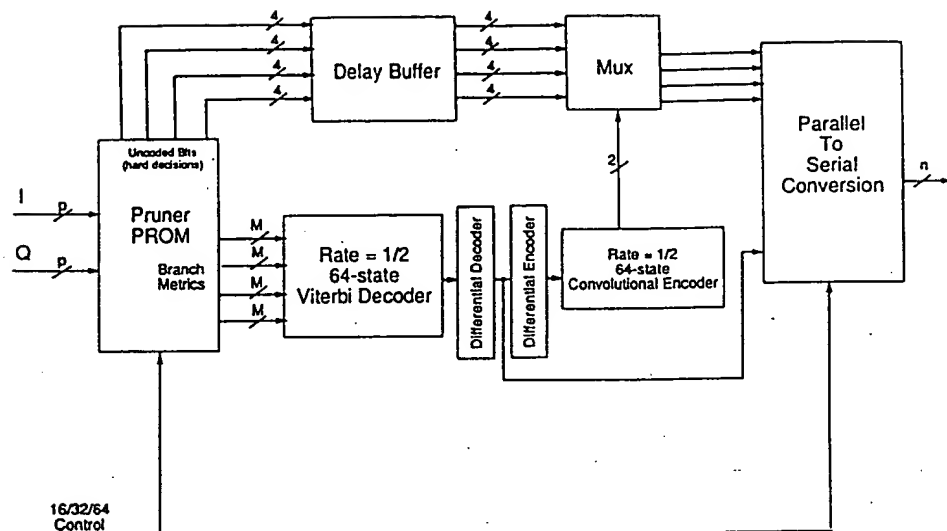 4
4
4
4
4
4
4
4
Delay Buffer
Mux
Uncoded Bits
(hard decisions)
Pruner
PROM
Branch
Metrics
I
p
Q
p
M
M
M
M
Rate = 1/2
64-state
Viterbi Decoder
Differential Decoder
Differential Encoder
2
Rate = 1/2
64-state
Convolutional Encoder
Parallel
To
Serial
Conversion
n
16/32/64
Control